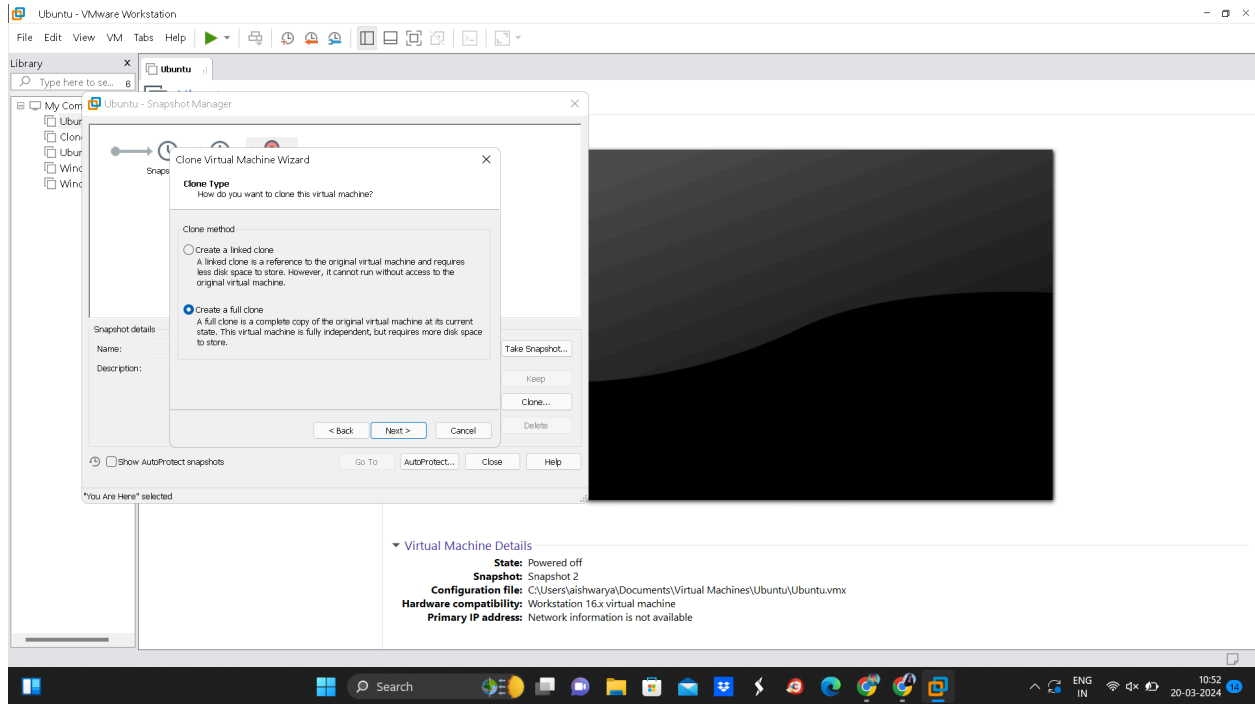 Ubuntu - VMware Workstation
File Edit View VM Tabs Help
Library
Type here to se...
Ubuntu
My Com
Ubur
Clon
Ubur
Wind
Wind
Ubuntu - Snapshot Manager
Snaps
Clone Virtual Machine Wizard
Clone Type
How do you want to clone this virtual machine?
Clone method
Create a linked clone
A linked clone is a reference to the original virtual machine and requires
less disk space to store. However, it cannot run without access to the
original virtual machine.
Create a full clone
A full clone is a complete copy of the original virtual machine at its current
state. This virtual machine is fully independent, but requires more disk space
to store.
< Back Next > Cancel
Snapshot details
Name:
Description:
Take Snapshot...
Keep
Clone...
Delete
Show AutoProtect snapshots
Go To AutoProtect... Close Help
"You Are Here" selected
Virtual Machine Details
State: Powered off
Snapshot: Snapshot 2
Configuration file: C:\Users\aishwarya\Documents\Virtual Machines\Ubuntu\Ubuntu.vmx
Hardware compatibility: Workstation 16.x virtual machine
Primary IP address: Network information is not available
Search
ENG
IN
10:52
20-03-2024
14